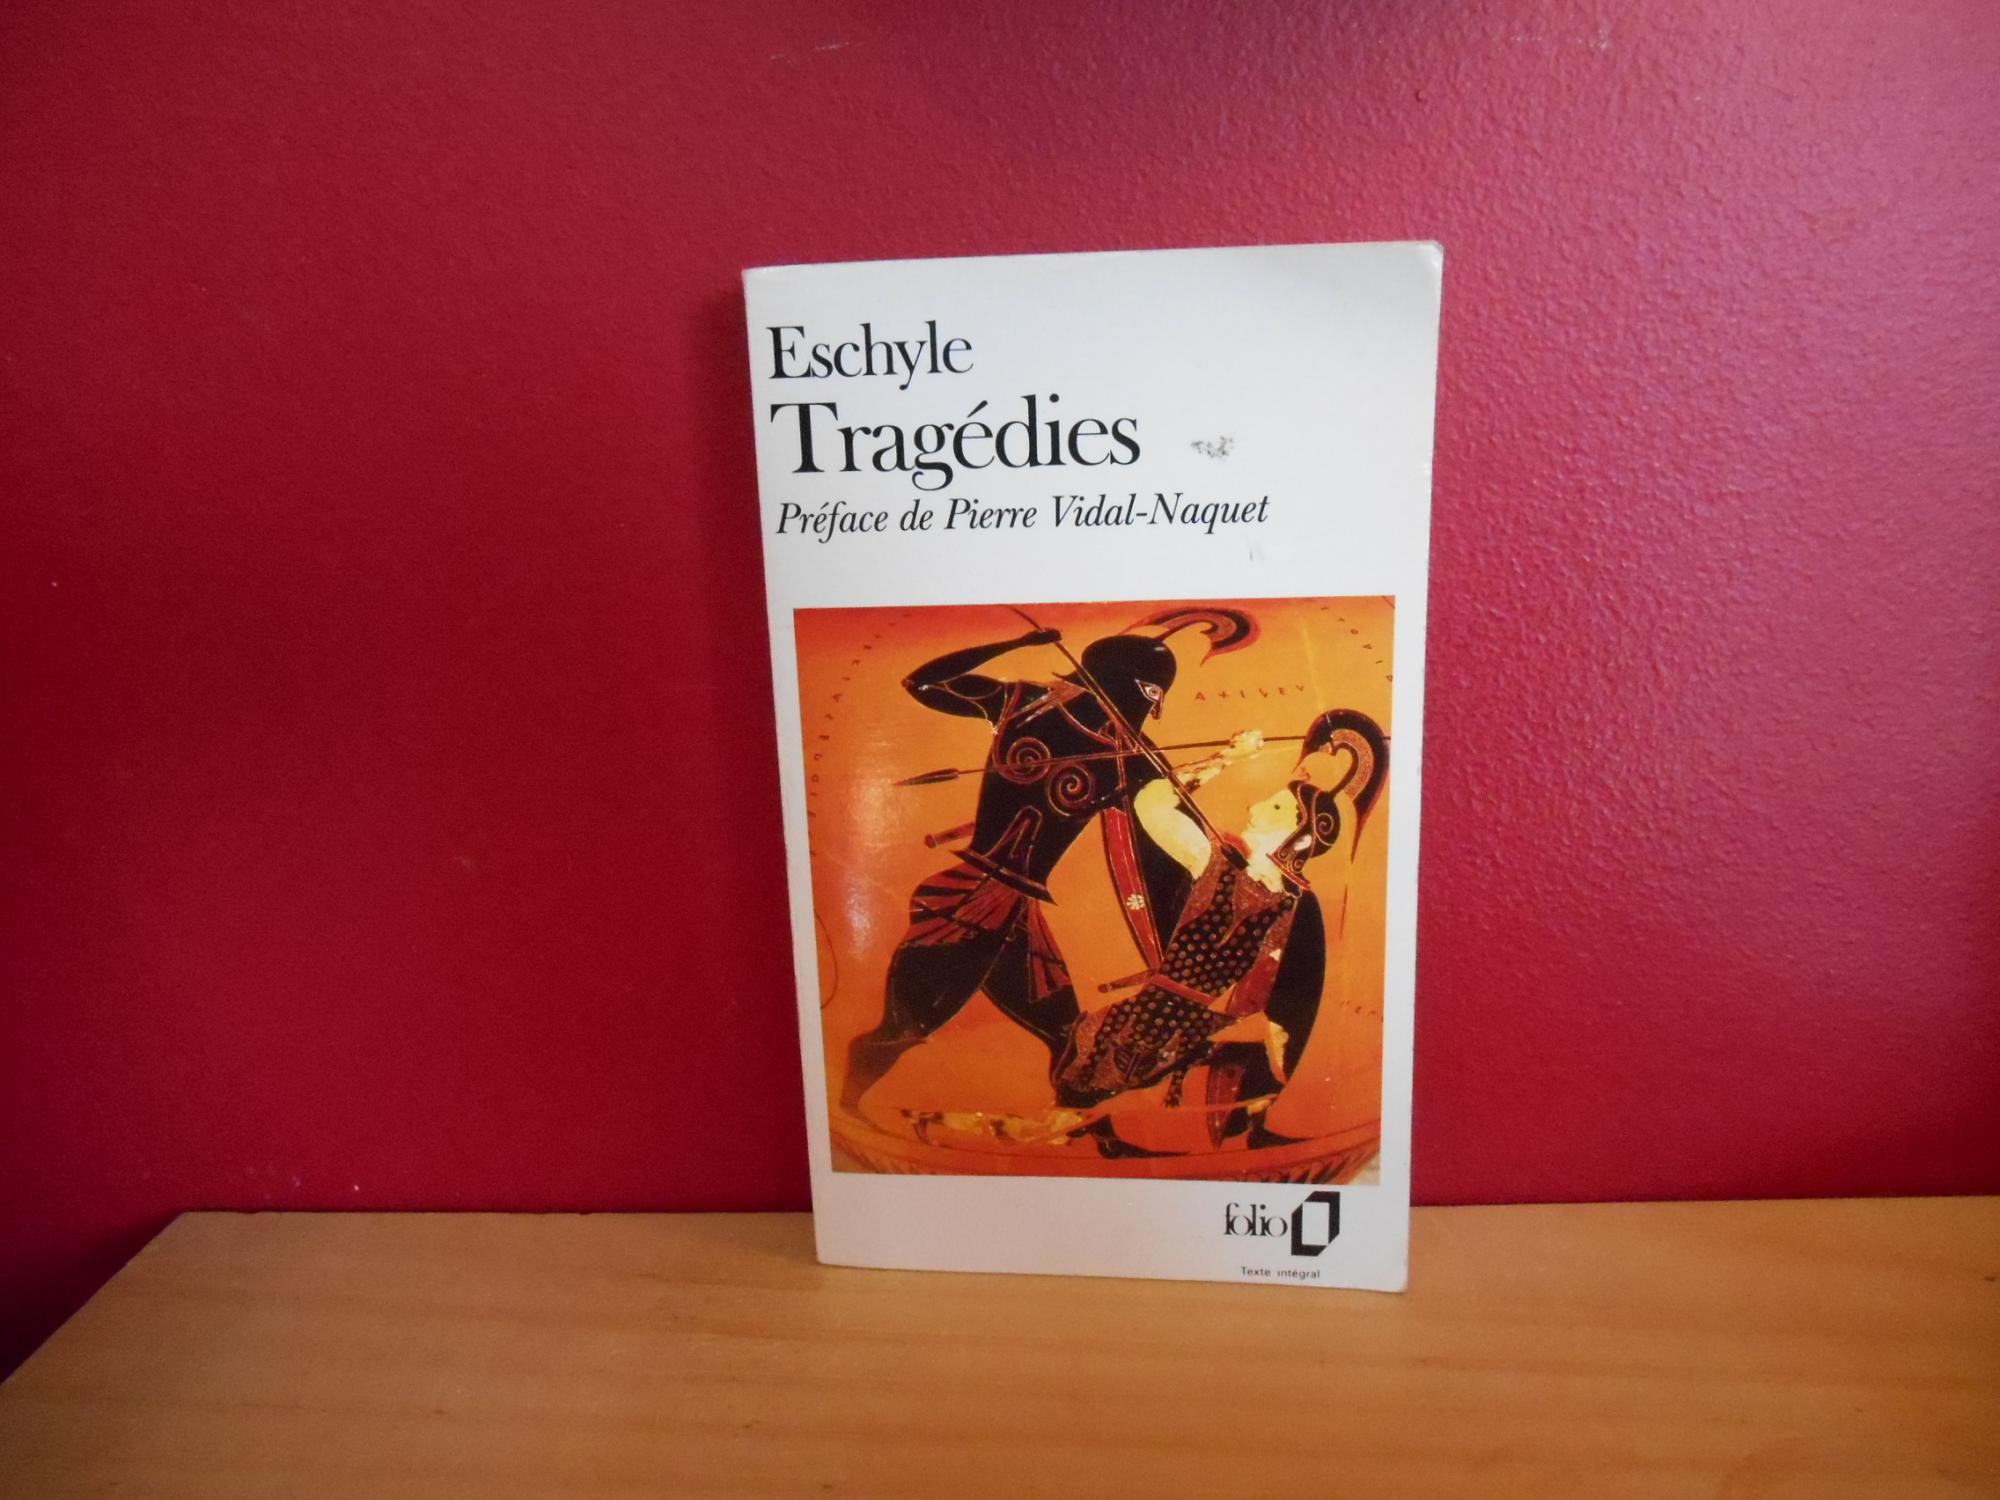 Eschyle
Tragédies
Préface de Pierre Vidal-Naquet
folio
Texte intégral